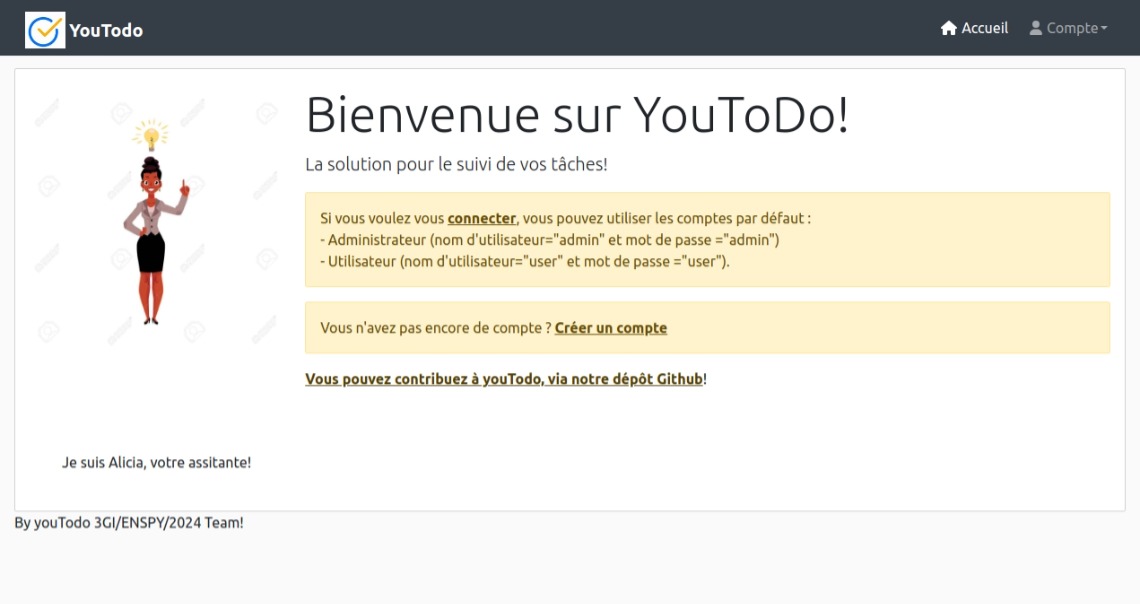 YouTodo
Accueil
Compte
Bienvenue sur YouToDo!
La solution pour le suivi de vos tâches!
Si vous voulez vous connecter, vous pouvez utiliser les comptes par défaut :
- Administrateur (nom d'utilisateur="admin" et mot de passe ="admin")
- Utilisateur (nom d'utilisateur="user" et mot de passe ="user").
Vous n'avez pas encore de compte ? Créer un compte
Vous pouvez contribuez à youTodo, via notre dépôt Github!
Je suis Alicia, votre assitante!
By youTodo 3GI/ENSPY/2024 Team!